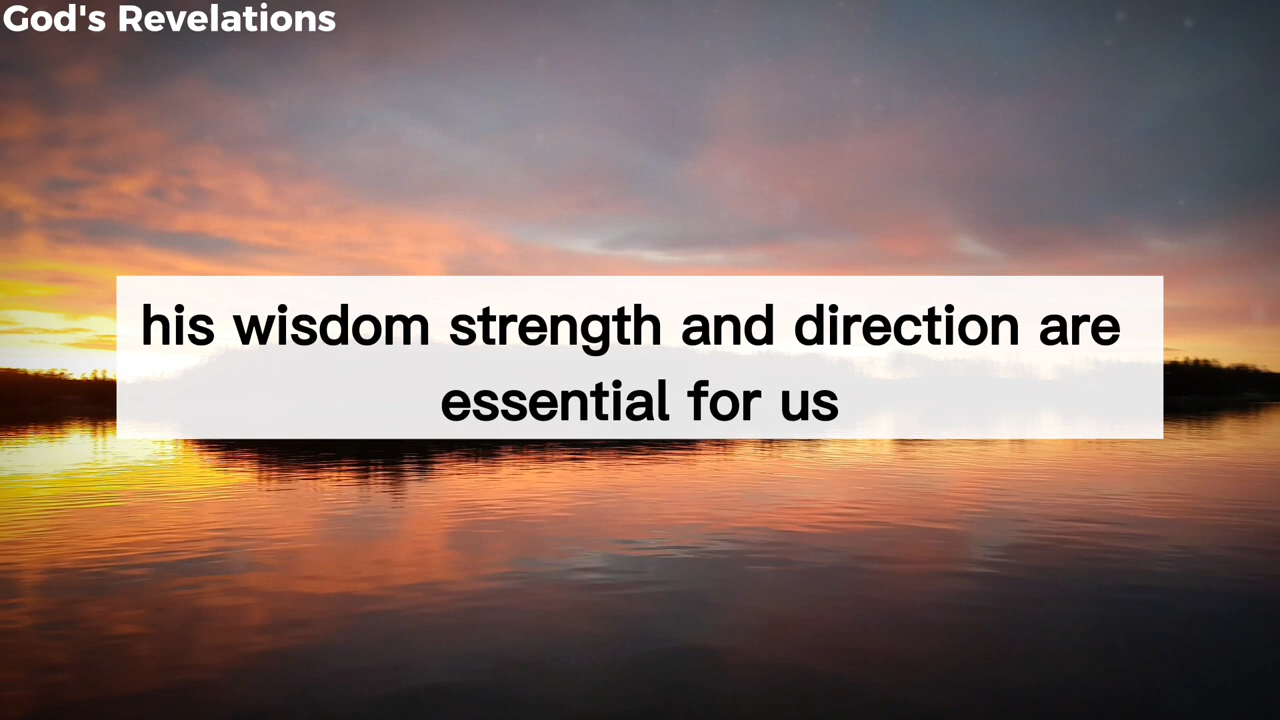 God's Revelations
his wisdom strength and direction are
essential for us